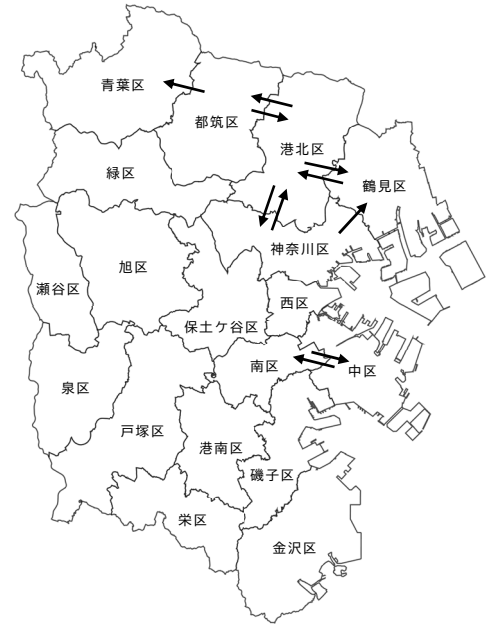 青葉区
都筑区
港北区
緑区
鶴見区
神奈川区
旭区
瀬谷区
西区
保土ケ谷区
南区
中区
泉区
戸塚区
港南区
磯子区
栄区
金沢区